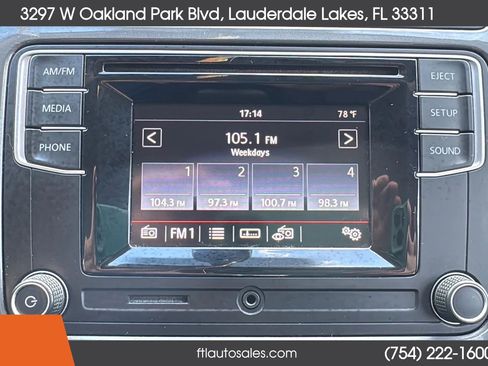 3297 W Oakland Park Blvd, Lauderdale Lakes, FL 33311
AM/FM
MEDIA
PHONE
EJECT
SETUP
SOUND
17:14
78 °F
105.1 FM
Weekdays
1 2 3 4
104.3 FM 97.3 FM 100.7 FM 98.3 FM
FM1
ftlautosales.com
(754) 222-1600